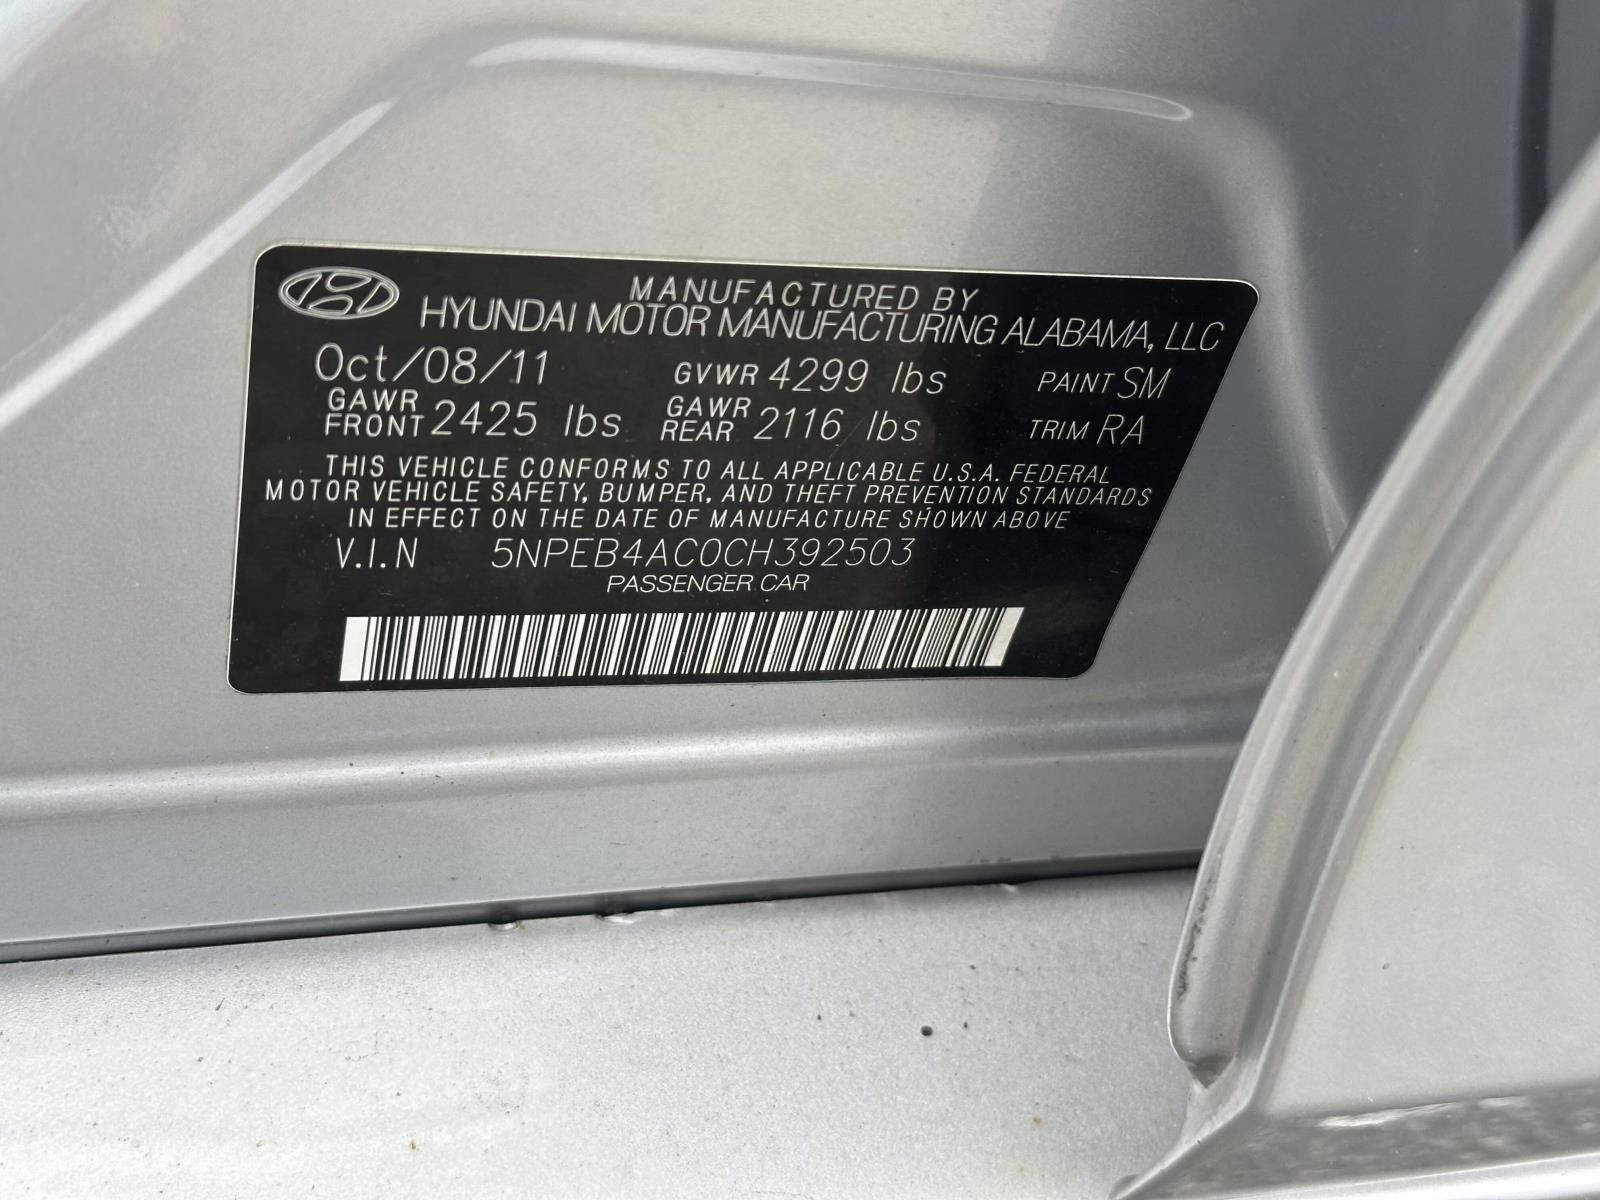 MANUFACTURED BY
HYUNDAI MOTOR MANUFACTURING ALABAMA, LLC
Oct/08/11 GVWR 4299 lbs PAINT SM
GAWR FRONT 2425 lbs GAWR REAR 2116 lbs TRIM RA
THIS VEHICLE CONFORMS TO ALL APPLICABLE U.S.A. FEDERAL
MOTOR VEHICLE SAFETY, BUMPER, AND THEFT PREVENTION STANDARDS
IN EFFECT ON THE DATE OF MANUFACTURE SHOWN ABOVE
V.I.N 5NPEB4AC0CH392503
PASSENGER CAR